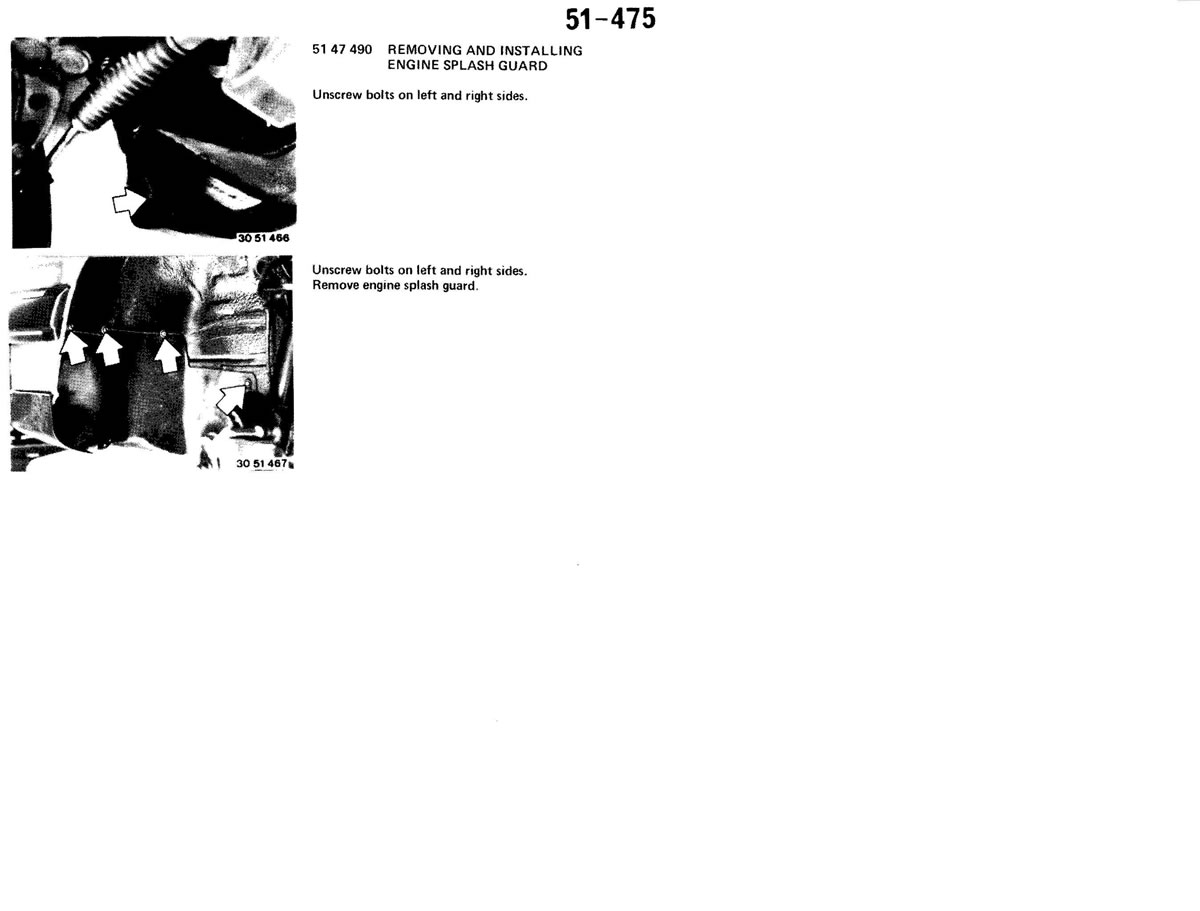 51-475
51 47 490 REMOVING AND INSTALLING
ENGINE SPLASH GUARD
Unscrew bolts on left and right sides.
30 51 466
Unscrew bolts on left and right sides.
Remove engine splash guard.
30 51 467